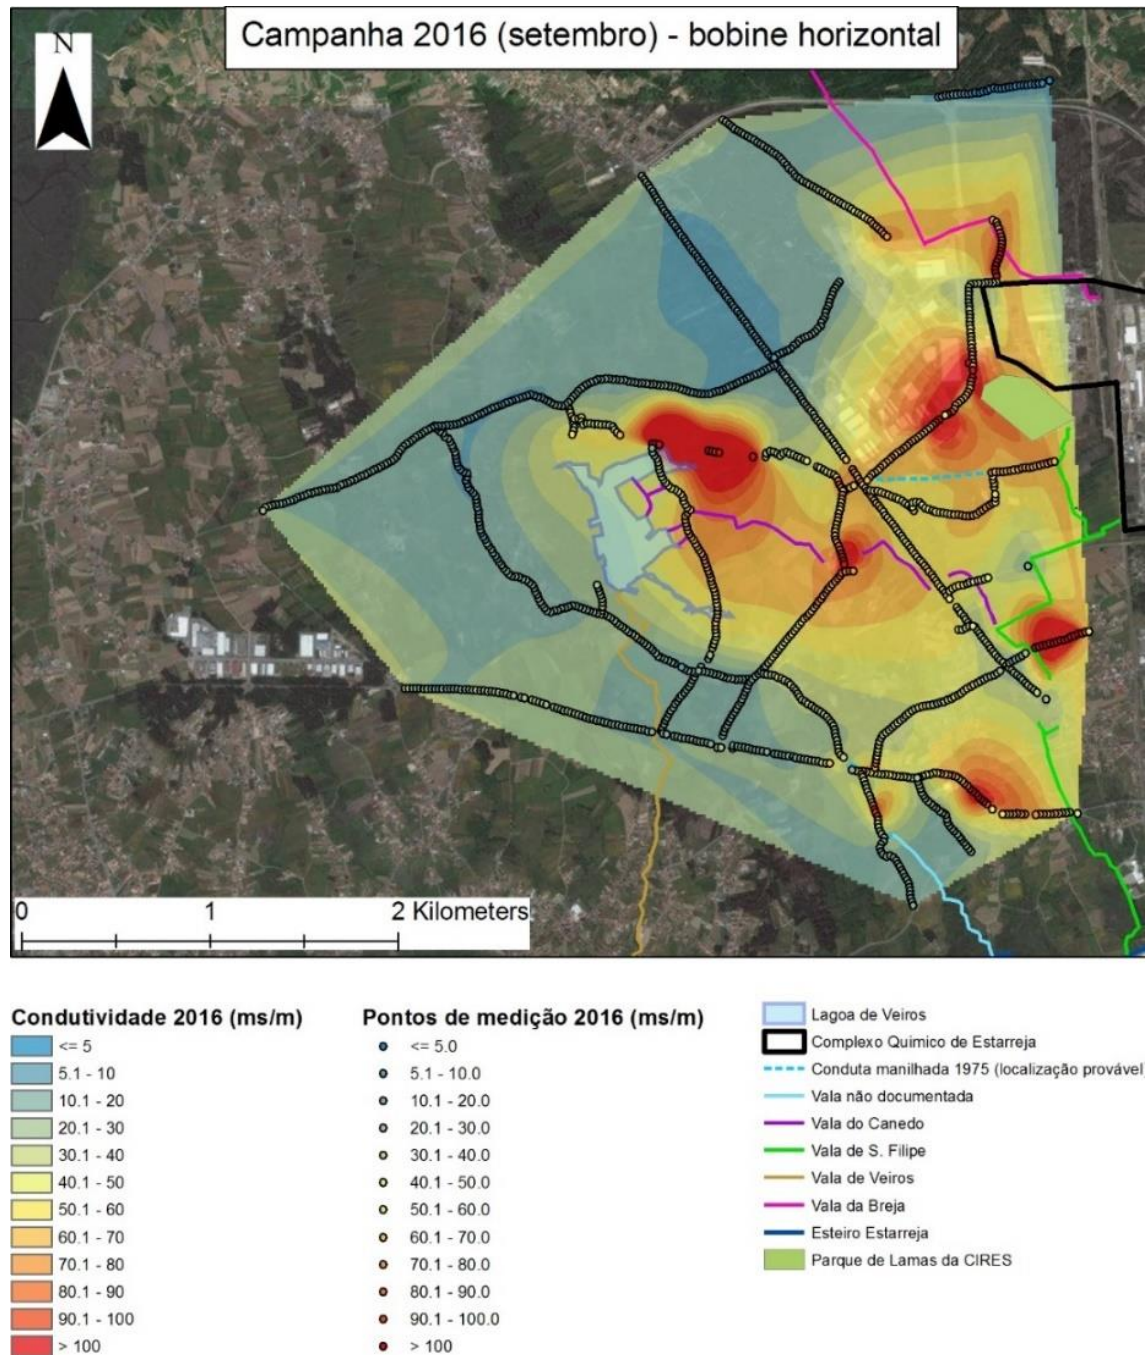 Campanha 2016 (setembro) - bobine horizontal
N
0 1 2 Kilometers
Condutividade 2016 (ms/m)
<= 5
5.1 - 10
10.1 - 20
20.1 - 30
30.1 - 40
40.1 - 50
50.1 - 60
60.1 - 70
70.1 - 80
80.1 - 90
90.1 - 100
> 100
Pontos de medição 2016 (ms/m)
<= 5.0
5.1 - 10.0
10.1 - 20.0
20.1 - 30.0
30.1 - 40.0
40.1 - 50.0
50.1 - 60.0
60.1 - 70.0
70.1 - 80.0
80.1 - 90.0
90.1 - 100.0
> 100
Lagoa de Veiros
Complexo Quimico de Estarreja
Conduta manilhada 1975 (localização provável)
Vala não documentada
Vala do Canedo
Vala de S. Filipe
Vala de Veiros
Vala da Breja
Esteiro Estarreja
Parque de Lamas da CIRES